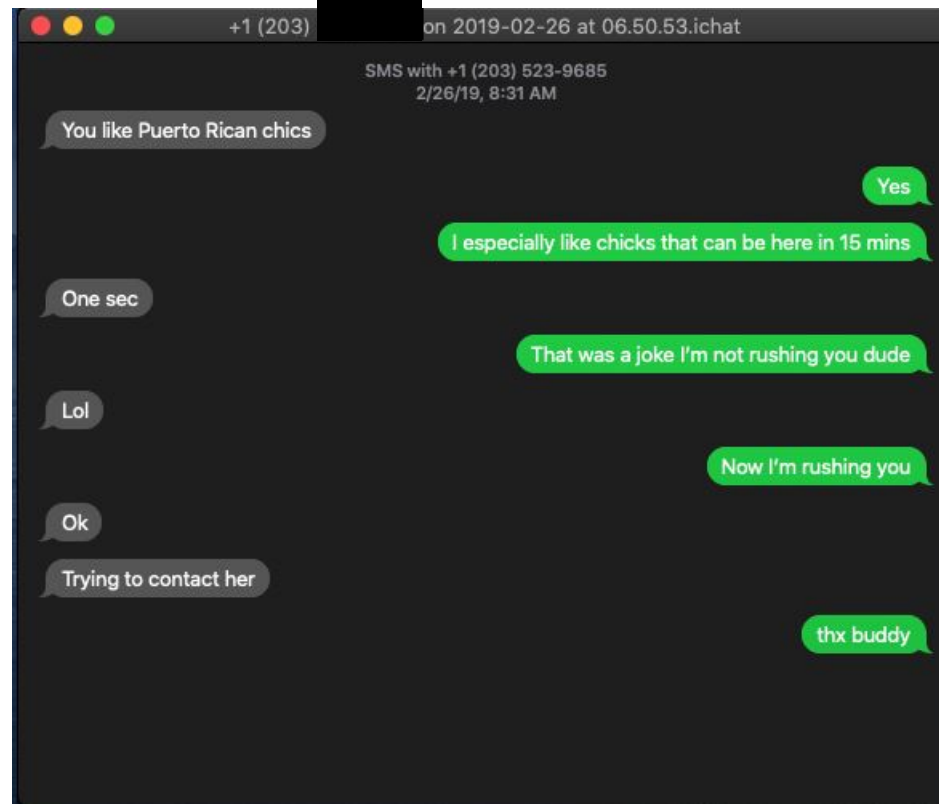 +1 (203) on 2019-02-26 at 06.50.53.ichat
SMS with +1 (203) 523-9685
2/26/19, 8:31 AM
You like Puerto Rican chics
Yes
I especially like chicks that can be here in 15 mins
One sec
That was a joke I'm not rushing you dude
Lol
Now I'm rushing you
Ok
Trying to contact her
thx buddy